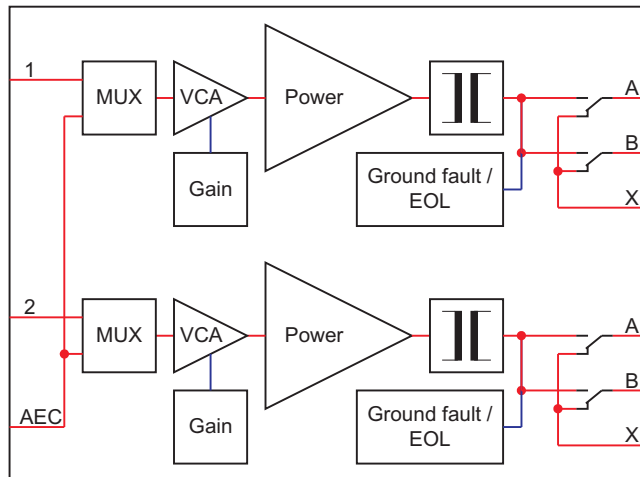 1
MUX
VCA
Power
A
B
X
Gain
Ground fault /
EOL
2
MUX
VCA
Power
A
B
X
AEC
Gain
Ground fault /
EOL